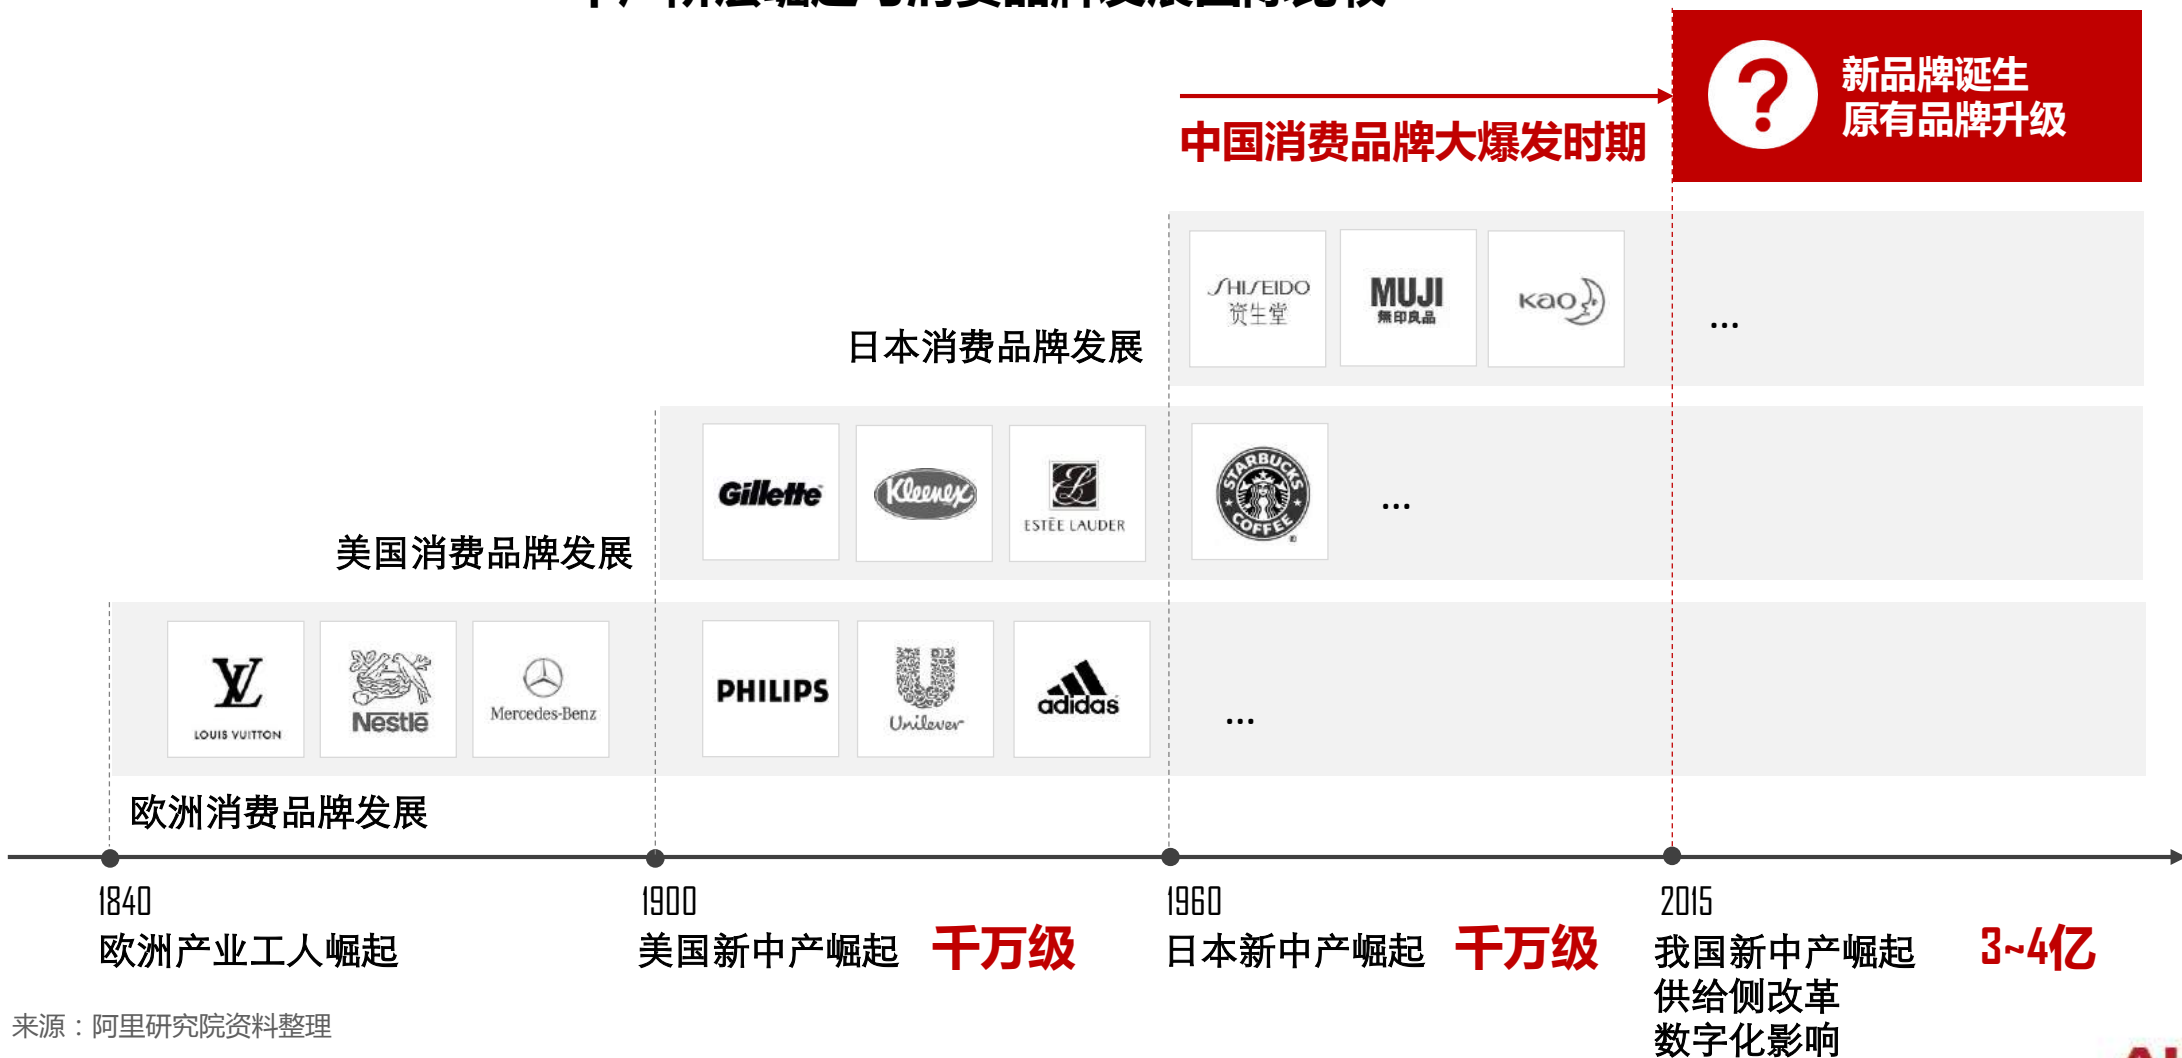 新品牌诞生
原有品牌升级
中国消费品牌大爆发时期
SHISEIDO
资生堂
MUJI
無印良品
Kao
...
日本消费品牌发展
Gillette
Kleenex
ESTĒE LAUDER
STARBUCKS
COFFEE
...
美国消费品牌发展
LV
LOUIS VUITTON
Nestlē
Mercedes-Benz
PHILIPS
Unilever
adidas
...
欧洲消费品牌发展
1840
欧洲产业工人崛起
1900
美国新中产崛起 千万级
1960
日本新中产崛起 千万级
2015
我国新中产崛起 3~4亿
供给侧改革
数字化影响
来源：阿里研究院资料整理